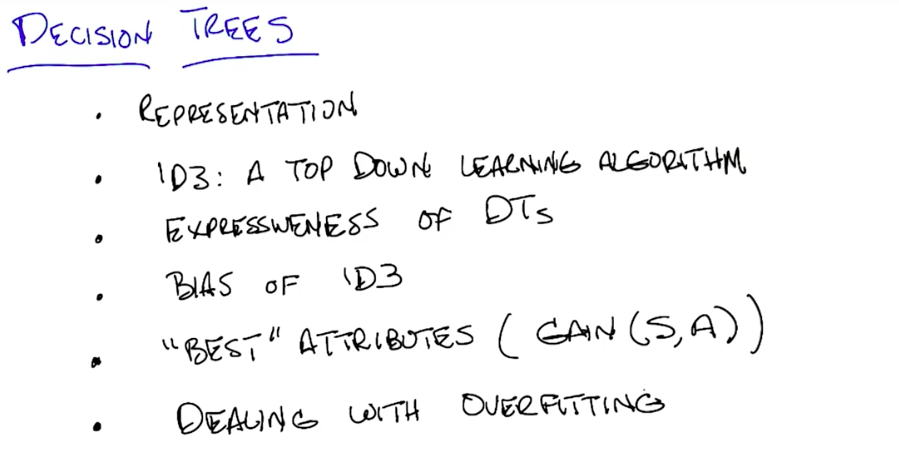 DECISION TREES
• REPRESENTATION
• ID3: A TOP DOWN LEARNING ALGORITHM
• EXPRESSIVENESS OF DTs
• BIAS OF ID3
• "BEST" ATTRIBUTES (GAIN(S,A))
• DEALING WITH OVERFITTING